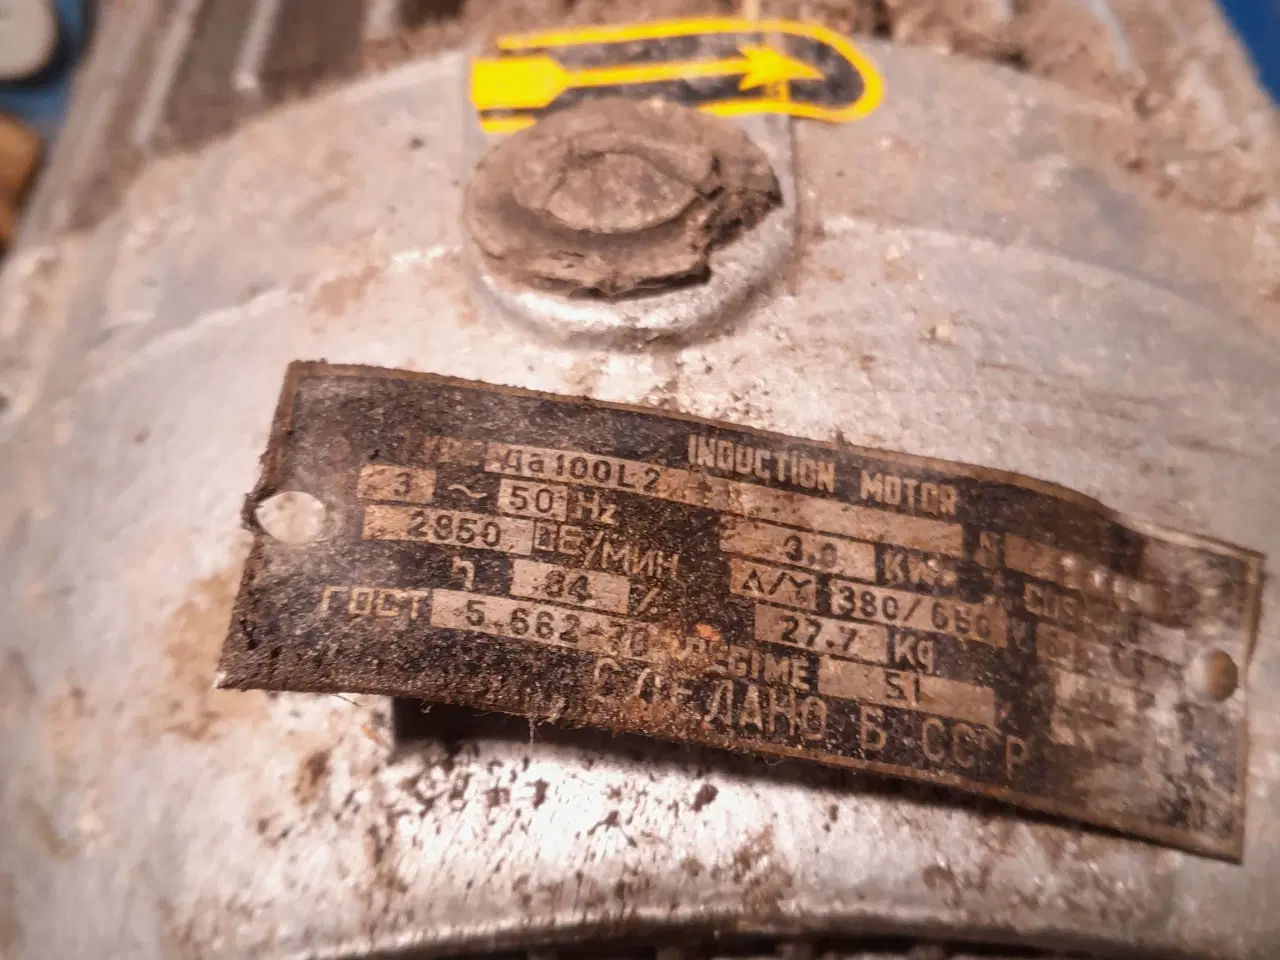 INDUCTION MOTOR
4a100L2
3 ~ 50 Hz 3.0 KW
2850 ОБ/МИН Δ/Y 380/660 V COS
η 84 % 27.7 Kg
ГОСТ 5.662-70 REGIME S1
СДЕЛАНО В СССР